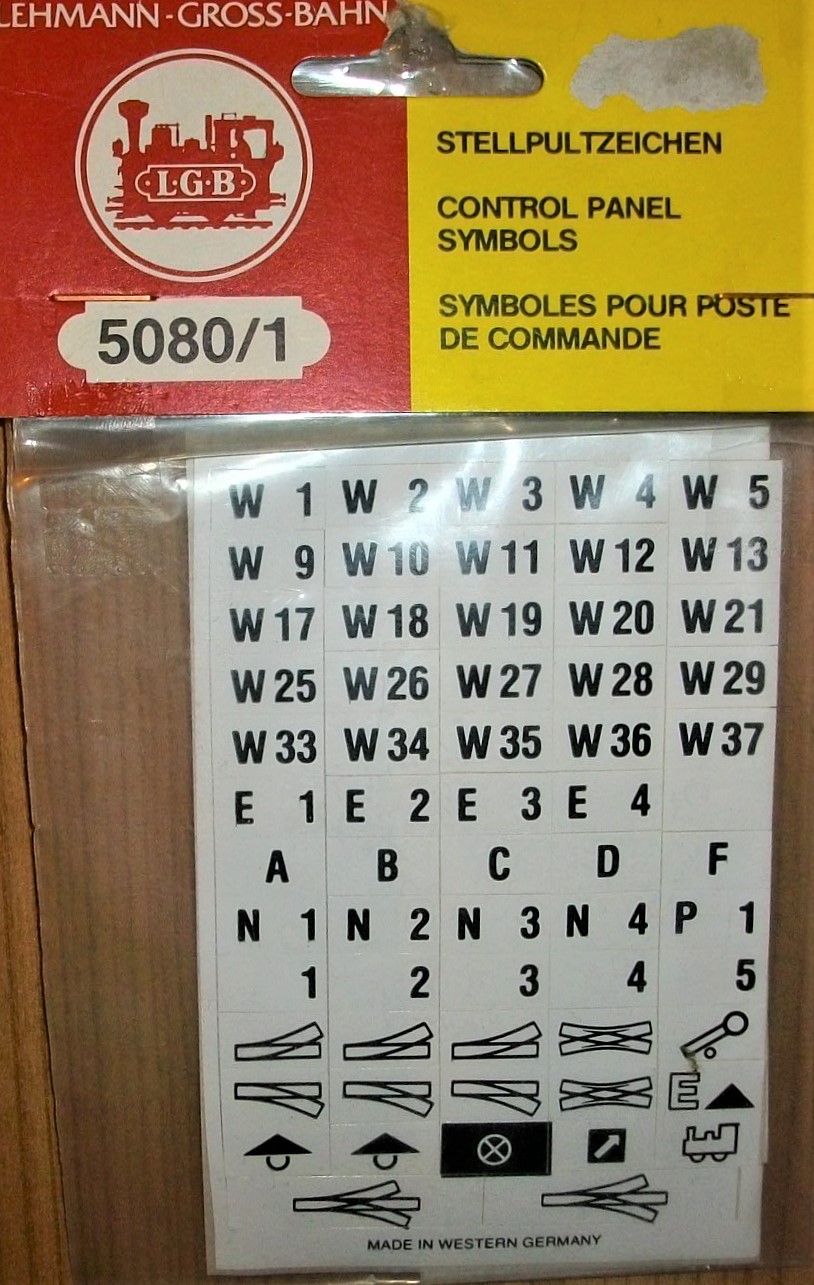 LEHMANN-GROSS-BAHN
L·G·B
5080/1
STELLPULTZEICHEN
CONTROL PANEL
SYMBOLS
SYMBOLES POUR POSTE
DE COMMANDE
W 1 W 2 W 3 W 4 W 5
W 9 W 10 W 11 W 12 W 13
W 17 W 18 W 19 W 20 W 21
W 25 W 26 W 27 W 28 W 29
W 33 W 34 W 35 W 36 W 37
E 1 E 2 E 3 E 4
A B C D F
N 1 N 2 N 3 N 4 P 1
1 2 3 4 5
E
MADE IN WESTERN GERMANY